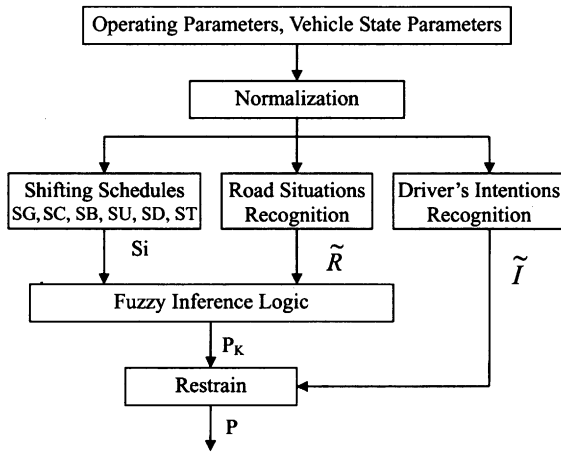 Operating Parameters, Vehicle State Parameters
Normalization
Shifting Schedules
SG, SC, SB, SU, SD, ST
Road Situations
Recognition
Driver's Intentions
Recognition
Si
R̃
Ĩ
Fuzzy Inference Logic
P_K
Restrain
P